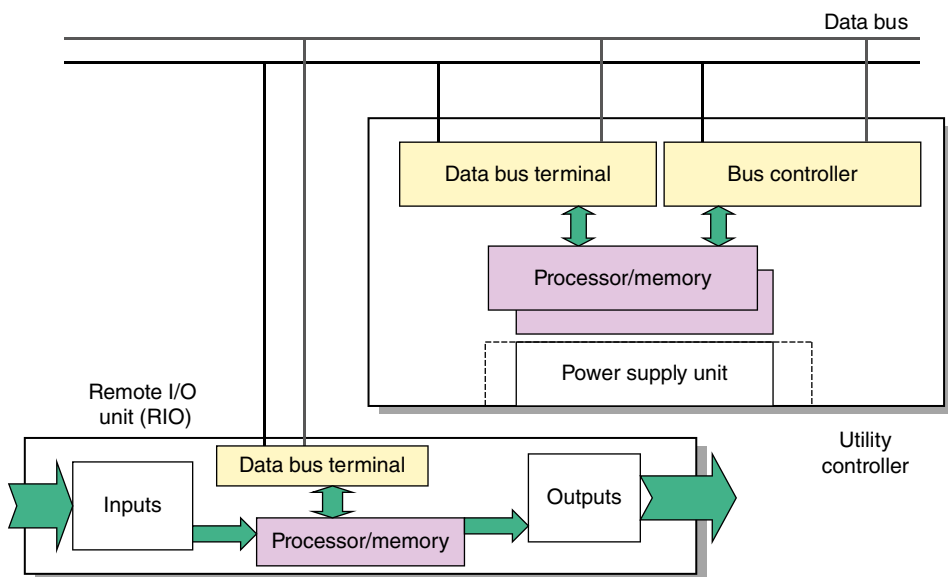 Data bus
Data bus terminal
Bus controller
Processor/memory
Power supply unit
Remote I/O
unit (RIO)
Utility
controller
Data bus terminal
Inputs
Outputs
Processor/memory